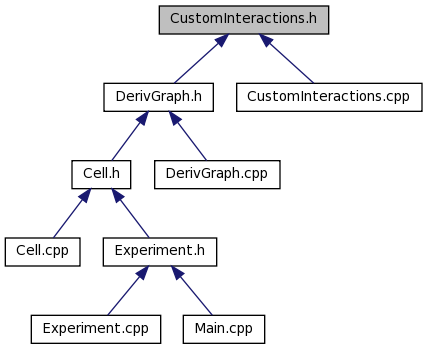 CustomInteractions.h
DerivGraph.h
CustomInteractions.cpp
Cell.h
DerivGraph.cpp
Cell.cpp
Experiment.h
Experiment.cpp
Main.cpp